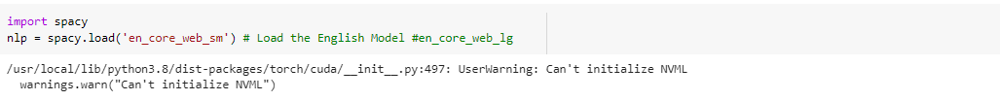 import spacy
nlp = spacy.load('en_core_web_sm') # Load the English Model #en_core_web_lg
/usr/local/lib/python3.8/dist-packages/torch/cuda/__init__.py:497: UserWarning: Can't initialize NVML
  warnings.warn("Can't initialize NVML")